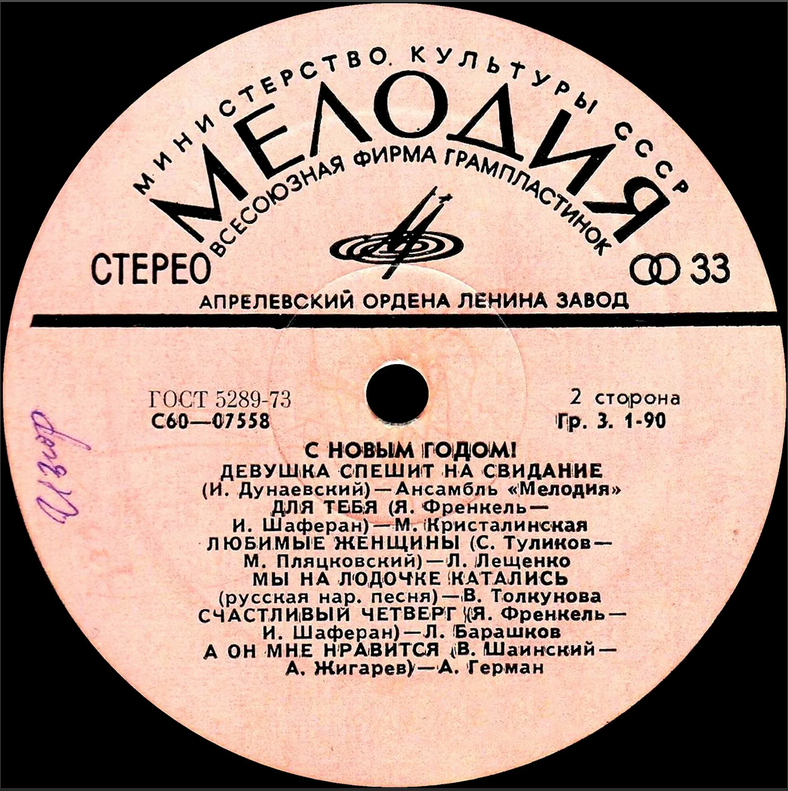 МИНИСТЕРСТВО КУЛЬТУРЫ СССР
МЕЛОДИЯ
ВСЕСОЮЗНАЯ ФИРМА ГРАМПЛАСТИНОК
СТЕРЕО
33
АПРЕЛЕВСКИЙ ОРДЕНА ЛЕНИНА ЗАВОД
ГОСТ 5289-73
2 сторона
С60—07558
Гр. 3. 1-90
С НОВЫМ ГОДОМ!
ДЕВУШКА СПЕШИТ НА СВИДАНИЕ
(И. Дунаевский)—Ансамбль «Мелодия»
ДЛЯ ТЕБЯ (Я. Френкель—
И. Шаферан)—М. Кристалинская
ЛЮБИМЫЕ ЖЕНЩИНЫ (С. Туликов—
М. Пляцковский)—Л. Лещенко
МЫ НА ЛОДОЧКЕ КАТАЛИСЬ
(русская нар. песня)—В. Толкунова
СЧАСТЛИВЫЙ ЧЕТВЕРГ (Я. Френкель—
И. Шаферан)—Л. Барашков
А ОН МНЕ НРАВИТСЯ (В. Шаинский—
А. Жигарев)—А. Герман